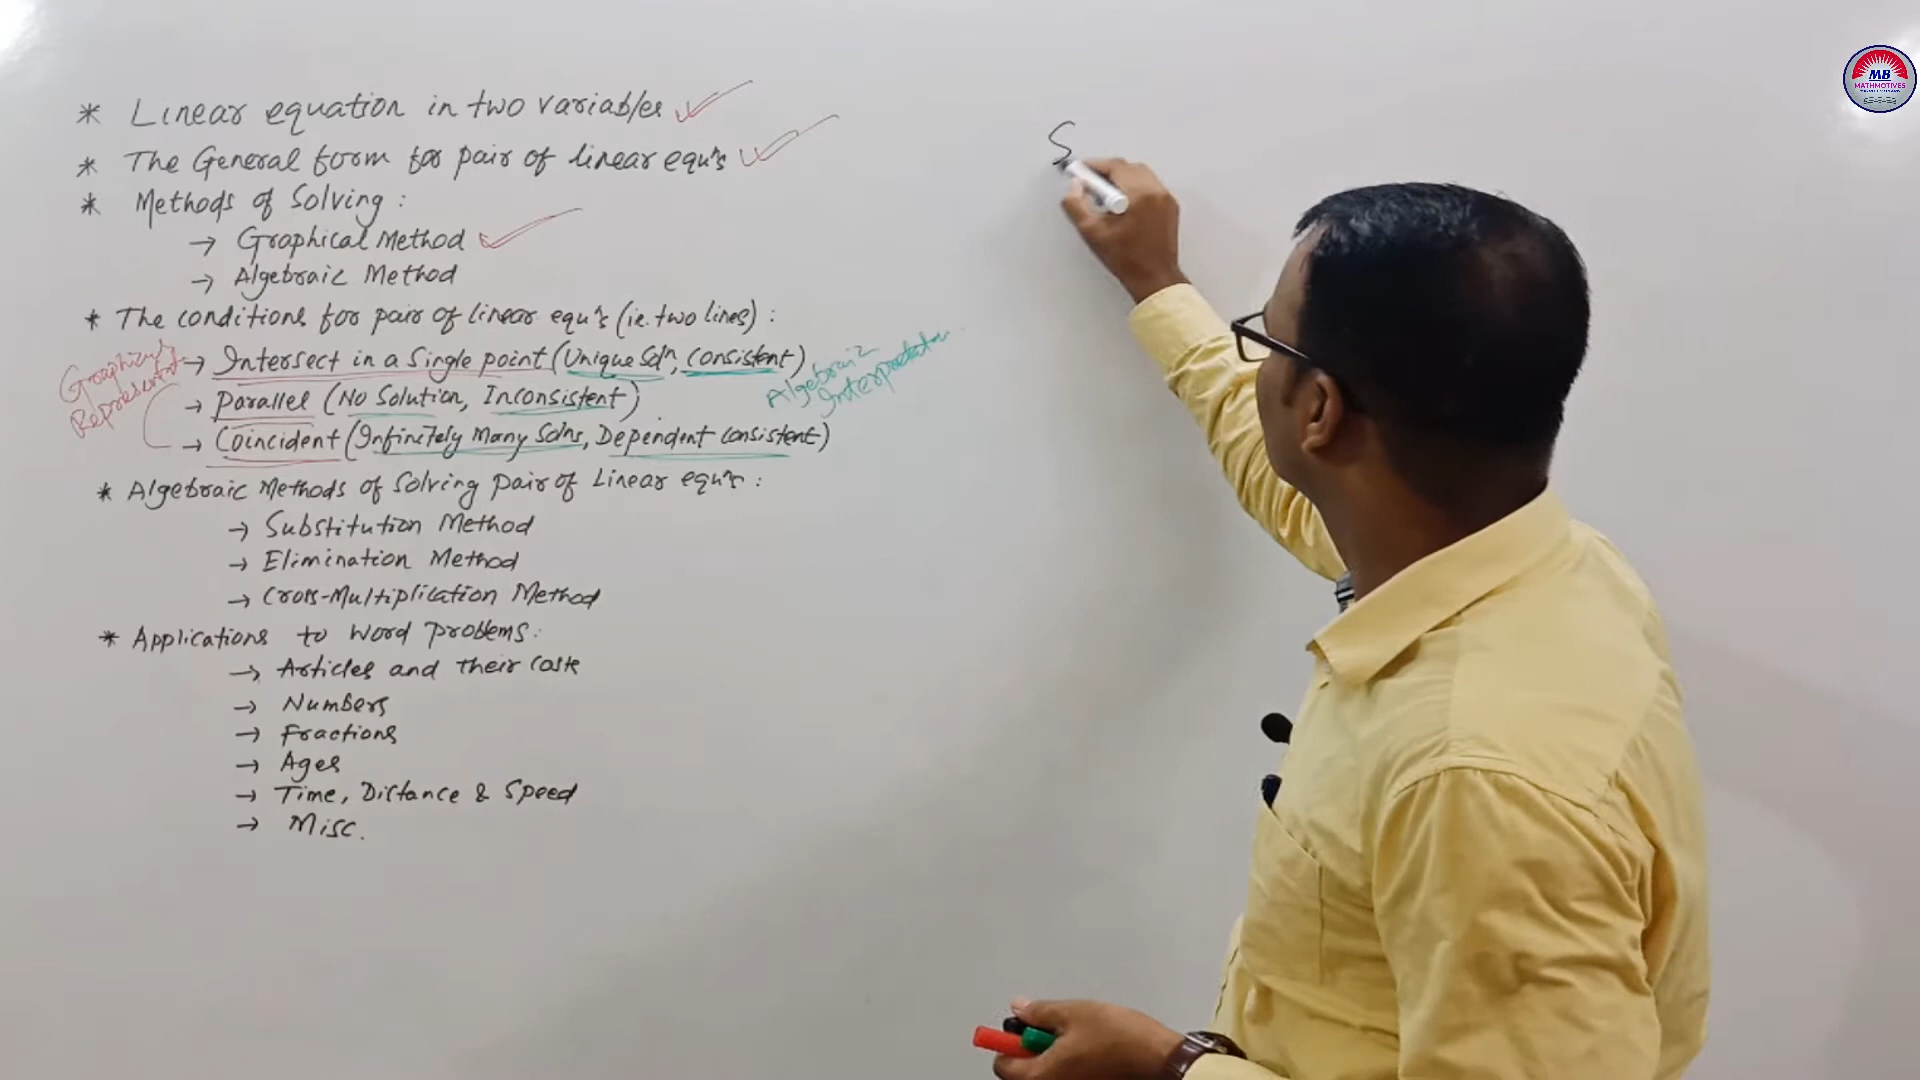 * Linear equation in two variables ✓
* The General form for pair of linear equ's ✓
* Methods of Solving :
→ Graphical Method ✓
→ Algebraic Method
* The conditions for pair of linear equ's (ie. two lines) :
Graphical Represent
→ Intersect in a single point (Unique Soln, Consistent)
→ Parallel (No Solution, Inconsistent)
→ Coincident (Infinitely Many Solns, Dependent Consistent)
Algebraic
* Algebraic Methods of Solving pair of Linear equ's :
→ Substitution Method
→ Elimination Method
→ Cross-Multiplication Method
* Applications to Word problems :
→ Articles and their Costs
→ Numbers
→ Fractions
→ Ages
→ Time, Distance & Speed
→ Misc.
S
MB
MATHMOTIVES